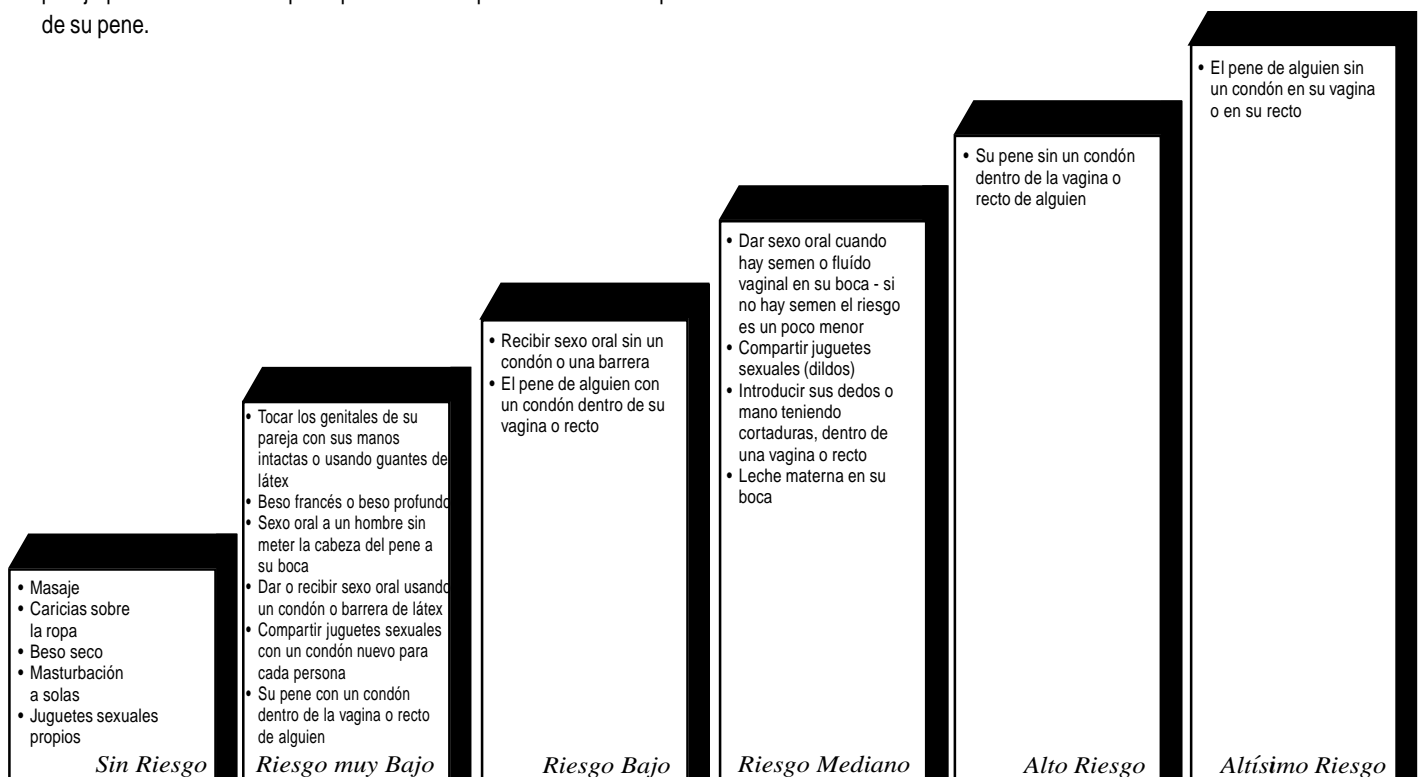 de su pene.
• Masaje
• Caricias sobre
la ropa
• Beso seco
• Masturbación
a solas
• Juguetes sexuales
propios
Sin Riesgo
• Tocar los genitales de su
pareja con sus manos
intactas o usando guantes de
látex
• Beso francés o beso profundo
• Sexo oral a un hombre sin
meter la cabeza del pene a
su boca
• Dar o recibir sexo oral usando
un condón o barrera de látex
• Compartir juguetes sexuales
con un condón nuevo para
cada persona
• Su pene con un condón
dentro de la vagina o recto
de alguien
Riesgo muy Bajo
• Recibir sexo oral sin un
condón o una barrera
• El pene de alguien con
un condón dentro de su
vagina o recto
Riesgo Bajo
• Dar sexo oral cuando
hay semen o fluído
vaginal en su boca - si
no hay semen el riesgo
es un poco menor
• Compartir juguetes
sexuales (dildos)
• Introducir sus dedos o
mano teniendo
cortaduras, dentro de
una vagina o recto
• Leche materna en su
boca
Riesgo Mediano
• Su pene sin un condón
dentro de la vagina o
recto de alguien
Alto Riesgo
• El pene de alguien sin
un condón en su vagina
o en su recto
Altísimo Riesgo